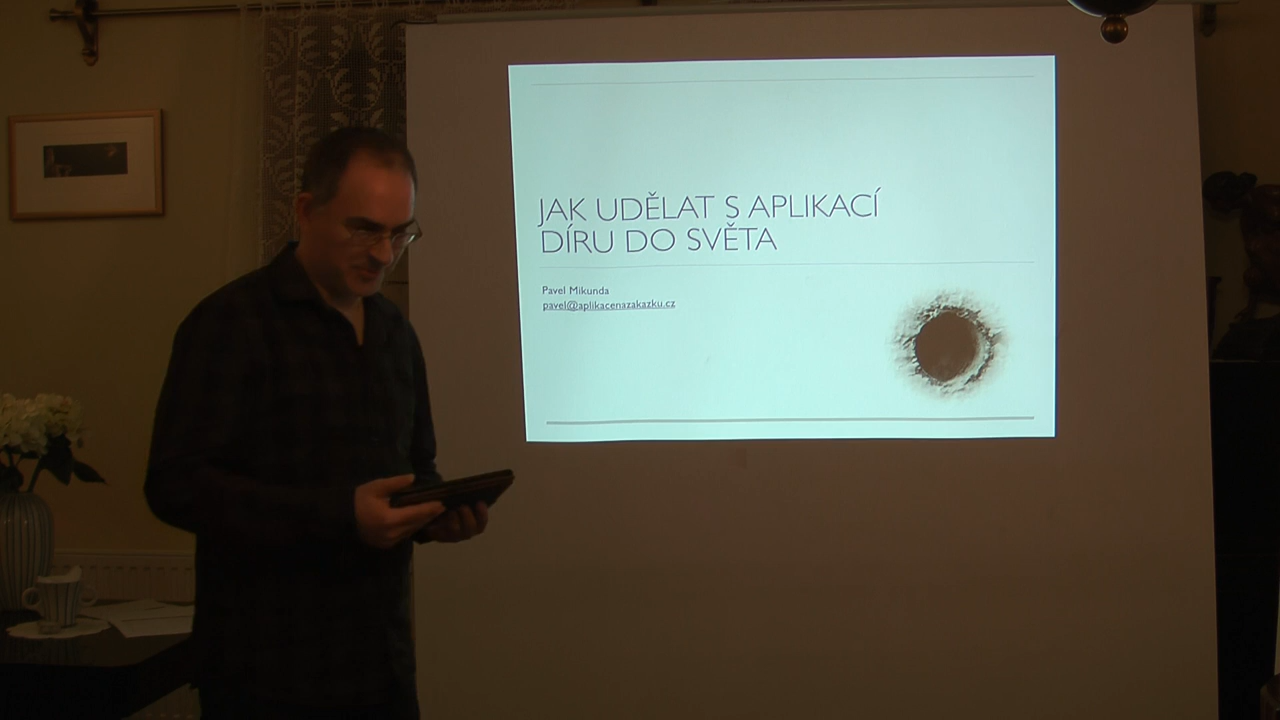 JAK UDĚLAT S APLIKACÍ
DÍRU DO SVĚTA
Pavel Mikunda
pavel@aplikacenazakazku.cz